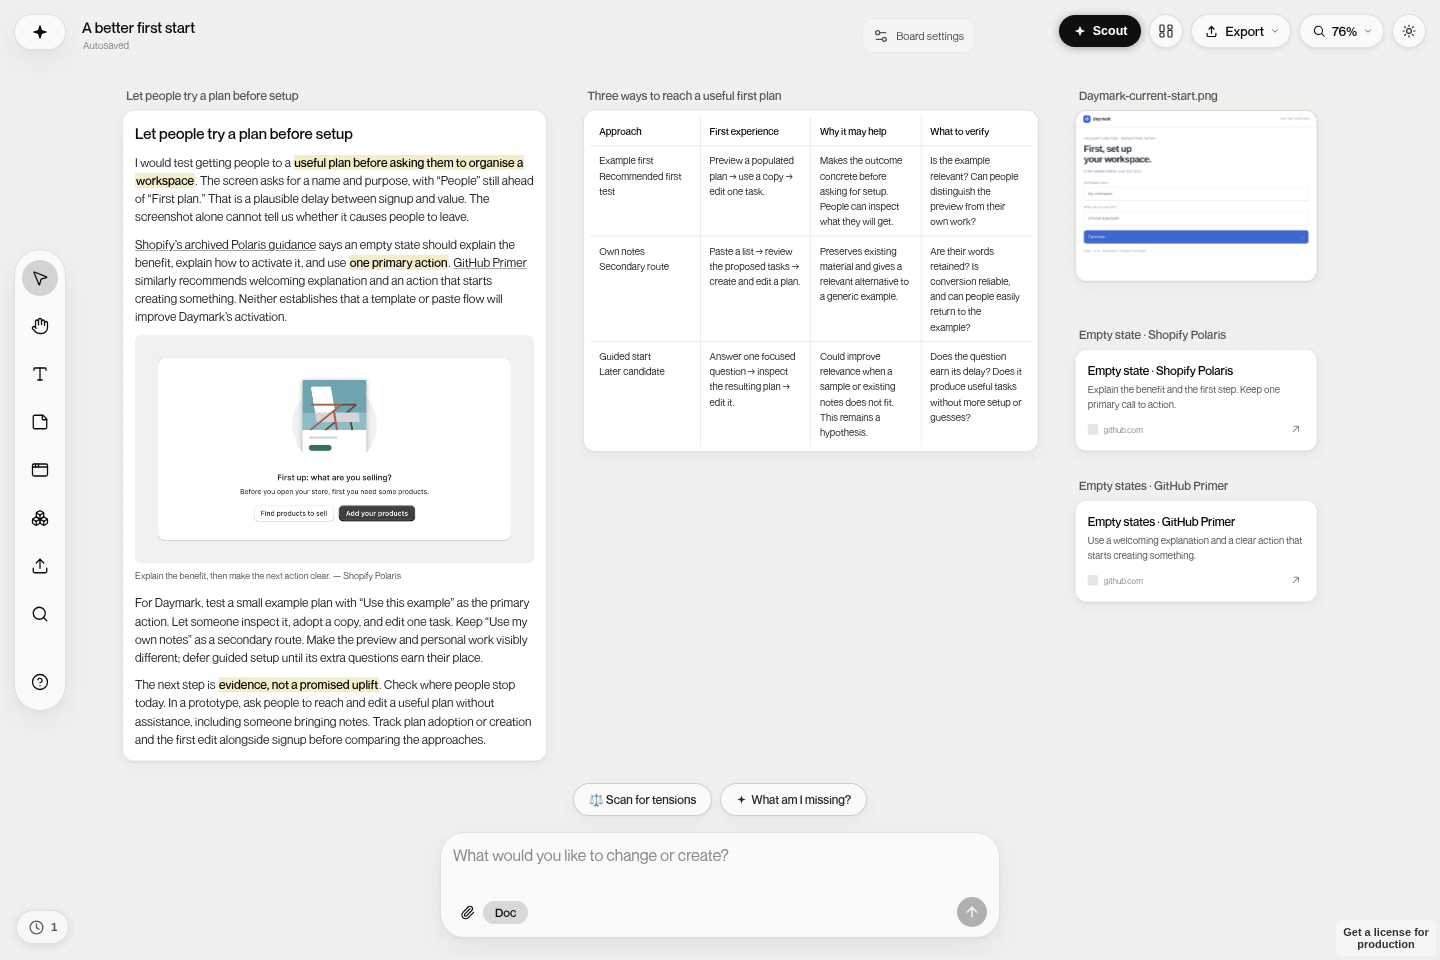 A better first start
Autosaved
Board settings
Scout
Export
76%
Let people try a plan before setup
Let people try a plan before setup
I would test getting people to a useful plan before asking them to organise a
workspace. The screen asks for a name and purpose, with “People” still ahead
of “First plan.” That is a plausible delay between signup and value. The
screenshot alone cannot tell us whether it causes people to leave.
Shopify’s archived Polaris guidance says an empty state should explain the
benefit, explain how to activate it, and use one primary action. GitHub Primer
similarly recommends welcoming explanation and an action that starts
creating something. Neither establishes that a template or paste flow will
improve Daymark’s activation.
First up: what are you selling?
Before you open your store, first you need some products.
Find products to sell
Add your products
Explain the benefit, then make the next action clear. — Shopify Polaris
For Daymark, test a small example plan with “Use this example” as the primary
action. Let someone inspect it, adopt a copy, and edit one task. Keep “Use my
own notes” as a secondary route. Make the preview and personal work visibly
different; defer guided setup until its extra questions earn their place.
The next step is evidence, not a promised uplift. Check where people stop
today. In a prototype, ask people to reach and edit a useful plan without
assistance, including someone bringing notes. Track plan adoption or creation
and the first edit alongside signup before comparing the approaches.
Three ways to reach a useful first plan
Approach
First experience
Why it may help
What to verify
Example first
Recommended first
test
Preview a populated
plan → use a copy →
edit one task.
Makes the outcome
concrete before
asking for setup.
People can inspect
what they will get.
Is the example
relevant? Can people
distinguish the
preview from their
own work?
Own notes
Secondary route
Paste a list → review
the proposed tasks →
create and edit a plan.
Preserves existing
material and gives a
relevant alternative to
a generic example.
Are their words
retained? Is
conversion reliable,
and can people easily
return to the
example?
Guided start
Later candidate
Answer one focused
question → inspect
the resulting plan →
edit it.
Could improve
relevance when a
sample or existing
notes does not fit.
This remains a
hypothesis.
Does the question
earn its delay? Does it
produce useful tasks
without more setup or
guesses?
Daymark-current-start.png
Daymark
First, set up
your workspace.
Empty state · Shopify Polaris
Empty state · Shopify Polaris
Explain the benefit and the first step. Keep one
primary call to action.
github.com
Empty states · GitHub Primer
Empty states · GitHub Primer
Use a welcoming explanation and a clear action that
starts creating something.
github.com
Scan for tensions
What am I missing?
What would you like to change or create?
Doc
1
Get a license for
production